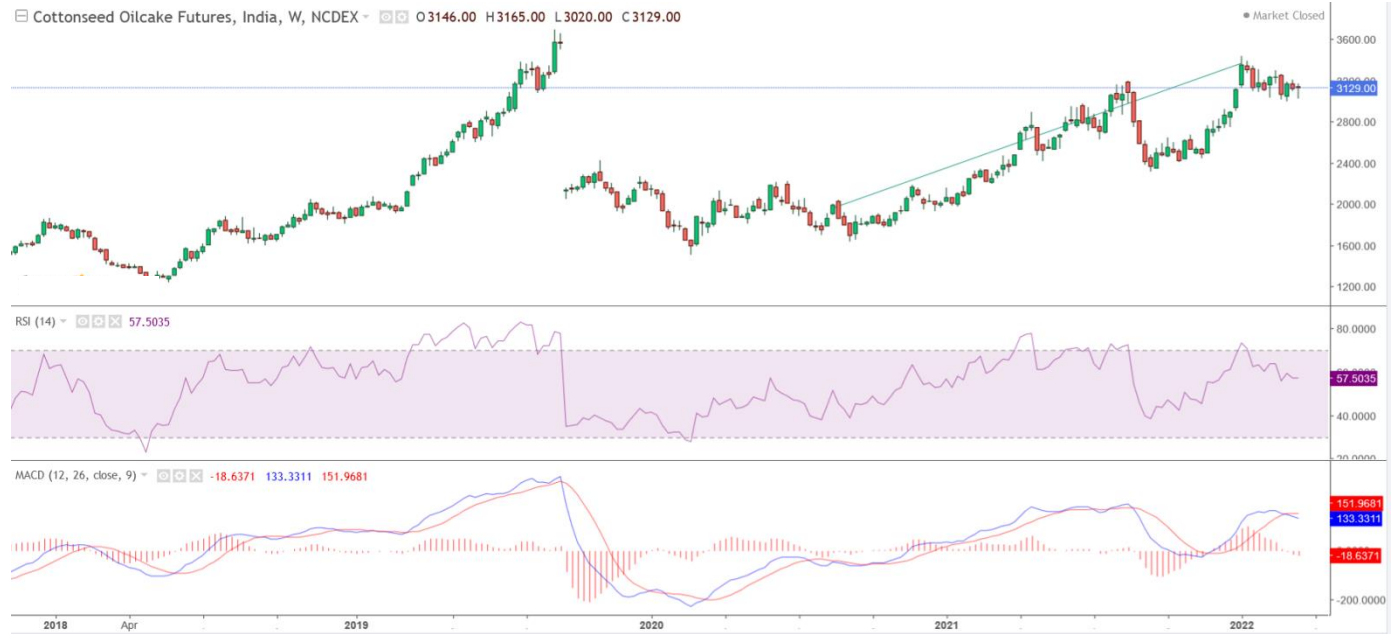 Cottonseed Oilcake Futures, India, W, NCDEX O3146.00 H3165.00 L3020.00 C3129.00
Market Closed
3600.00
3129.00
2800.00
2400.00
2000.00
1600.00
1200.00
RSI (14) 57.5035
80.0000
57.5035
40.0000
MACD (12, 26, close, 9) -18.6371 133.3311 151.9681
151.9681
133.3311
-18.6371
-200.0000
2018 Apr 2019 2020 2021 2022